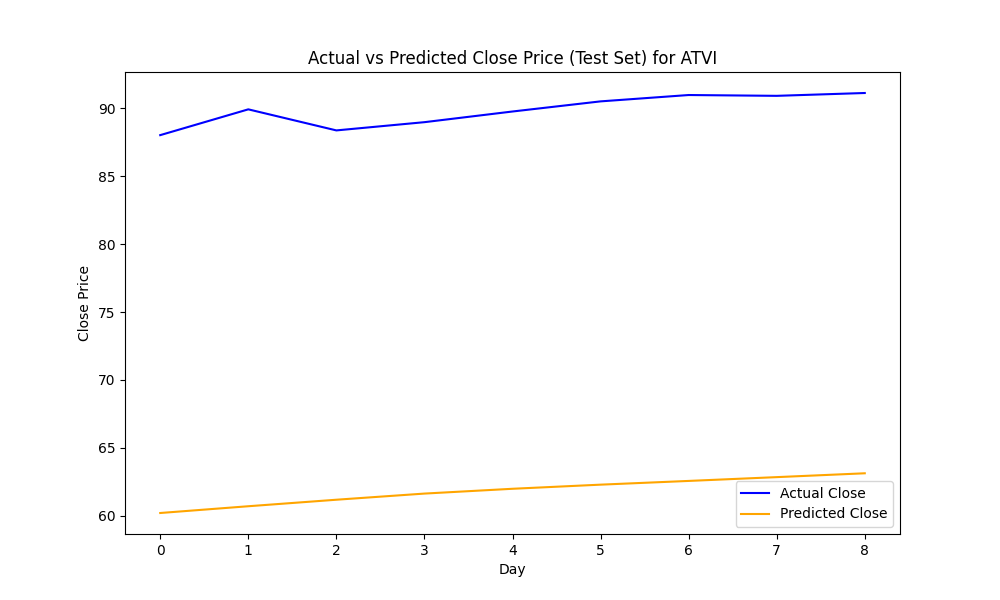 Actual vs Predicted Close Price (Test Set) for ATVI
Close Price
90
85
80
75
70
65
60
Actual Close
Predicted Close
0 1 2 3 4 5 6 7 8
Day